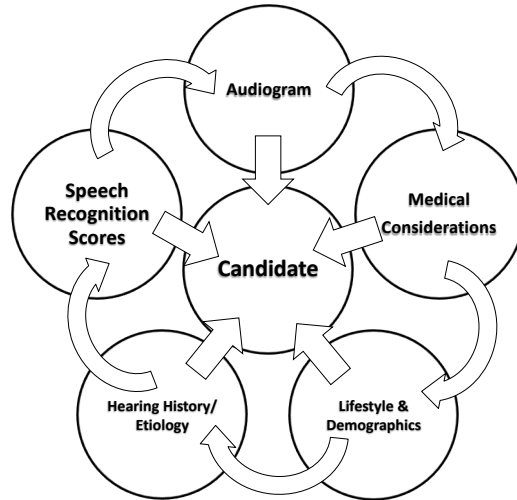 Audiogram
Speech
Recognition
Scores
Medical
Considerations
Candidate
Hearing History/
Etiology
Lifestyle &
Demographics